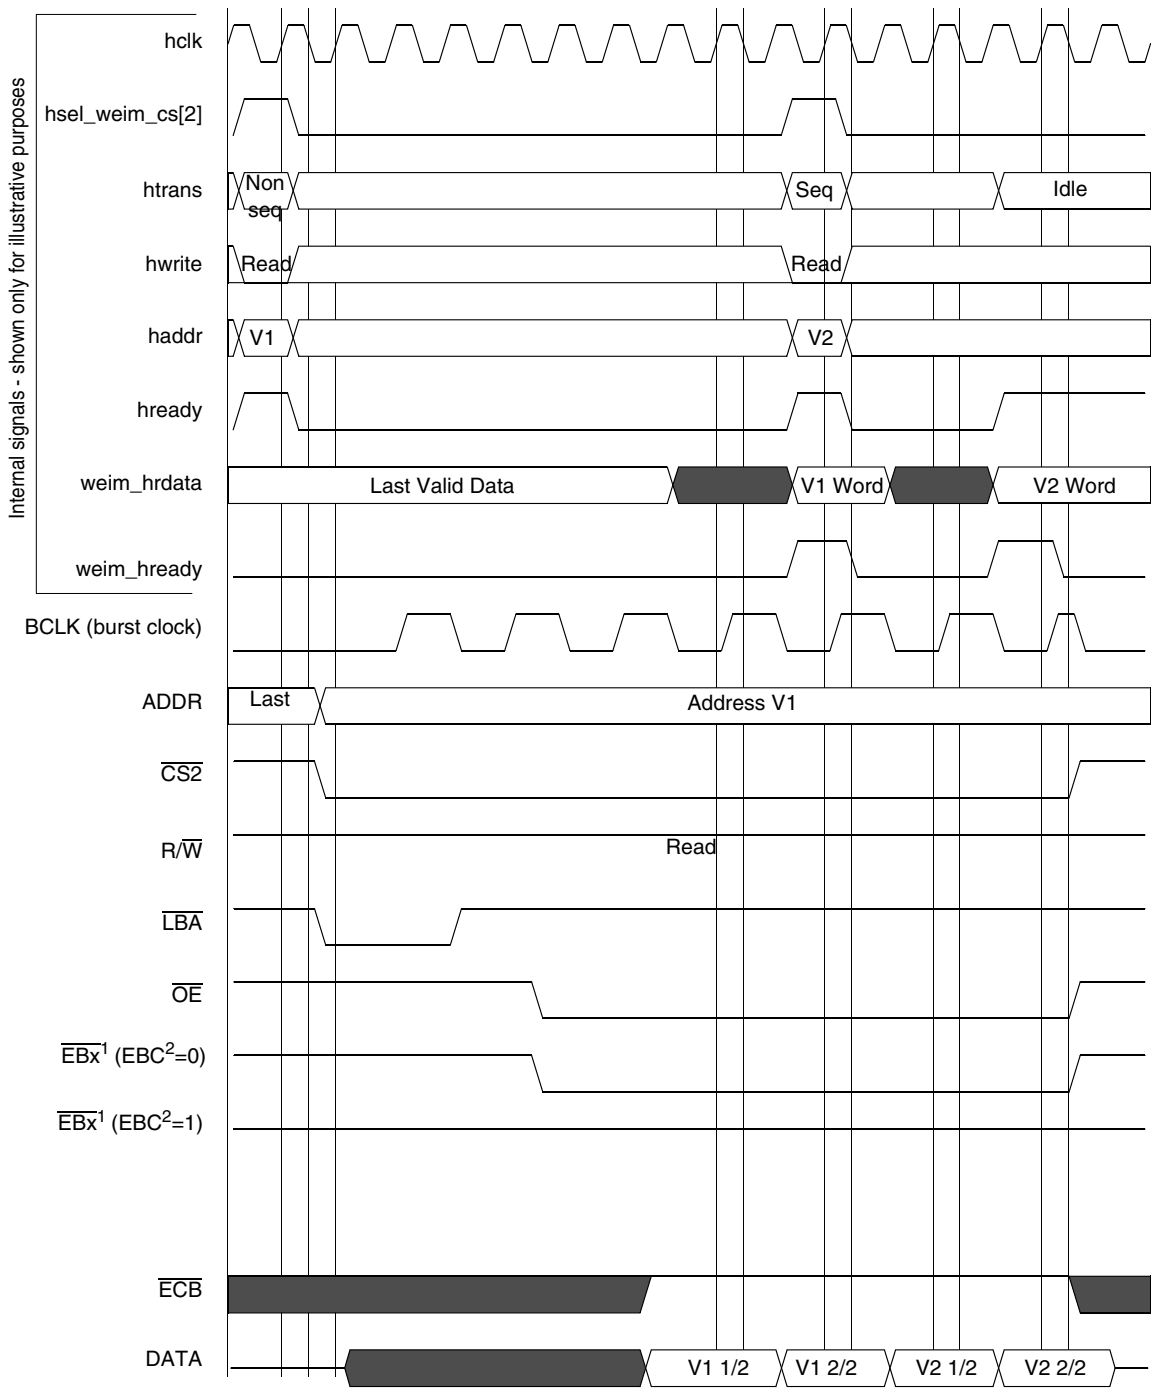 Internal signals - shown only for illustrative purposes
hclk
hsel_weim_cs[2]
htrans
Non
seq
Seq
Idle
hwrite
Read
Read
haddr
V1
V2
hready
weim_hrdata
Last Valid Data
V1 Word
V2 Word
weim_hready
BCLK (burst clock)
ADDR
Last
Address V1
CS2
R/W
Read
LBA
OE
EBx¹ (EBC²=0)
EBx¹ (EBC²=1)
ECB
DATA
V1 1/2
V1 2/2
V2 1/2
V2 2/2